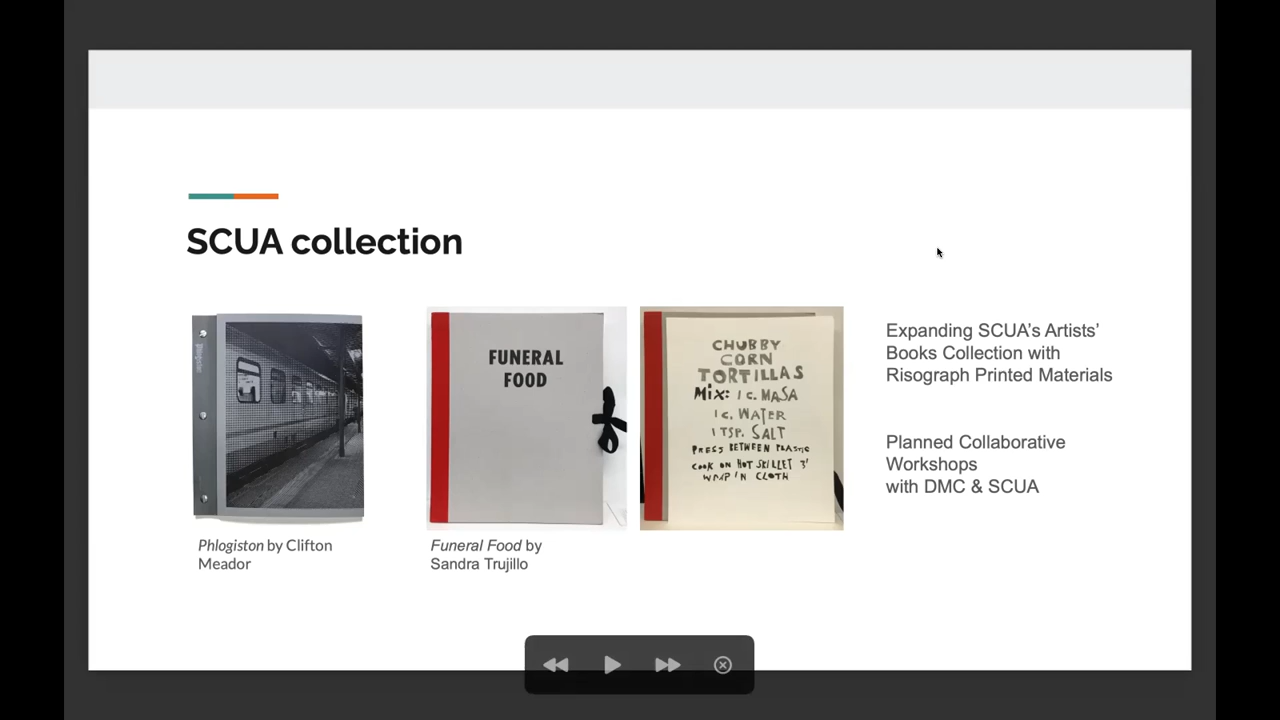 SCUA collection
FUNERAL
FOOD
CHUBBY
CORN
TORTILLAS
MiX: 1 C. MASA
1 C. WATER
1 TSP. SALT
PRESS BETWEEN PLASTIC
COOK ON HOT SKILLET 3'
WRAP IN CLOTH
Phlogiston by Clifton
Meador
Funeral Food by
Sandra Trujillo
Expanding SCUA's Artists'
Books Collection with
Risograph Printed Materials
Planned Collaborative
Workshops
with DMC & SCUA